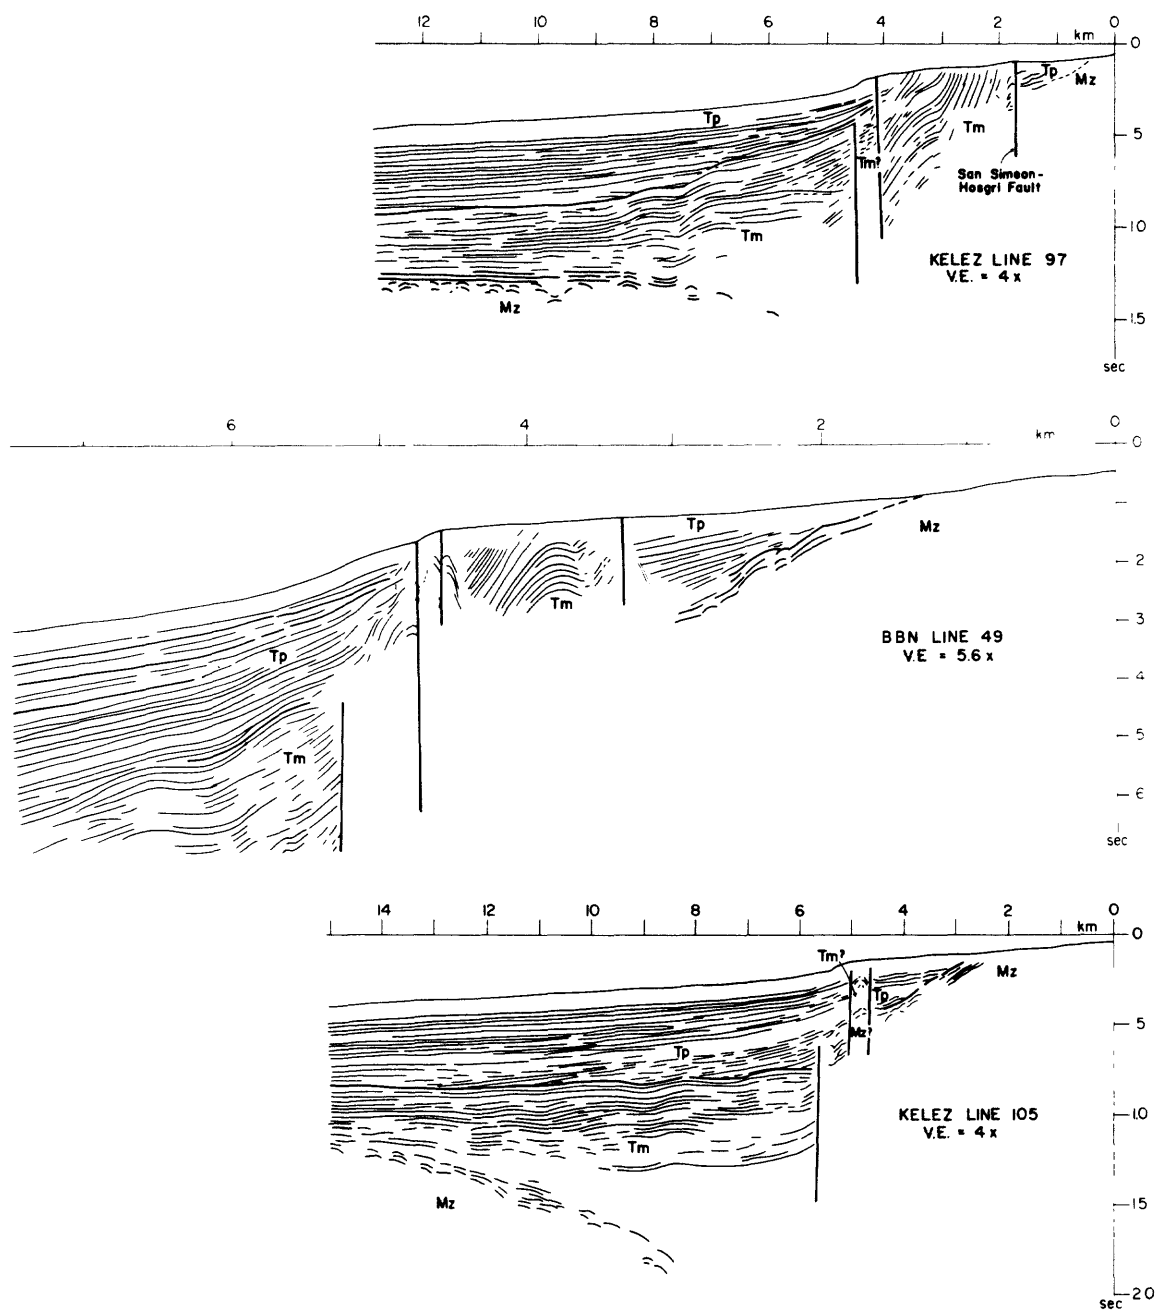 12 10 8 6 4 2 0
km
0
Tp
Mz
Tp
Tm
5
Tm?
San Simeon-
Hosgri Fault
Tm
1.0
KELEZ LINE 97
V.E. = 4x
Mz
1.5
sec
6 4 2 0
km
0
Tp
Mz
2
Tm
3
BBN LINE 49
V.E = 5.6x
Tp
4
5
Tm
6
sec
14 12 10 8 6 4 2 0
km
0
Tm?
Mz
Tp
5
Mz?
Tp
1.0
KELEZ LINE 105
V.E. = 4x
Tm
Mz
1.5
2.0
sec